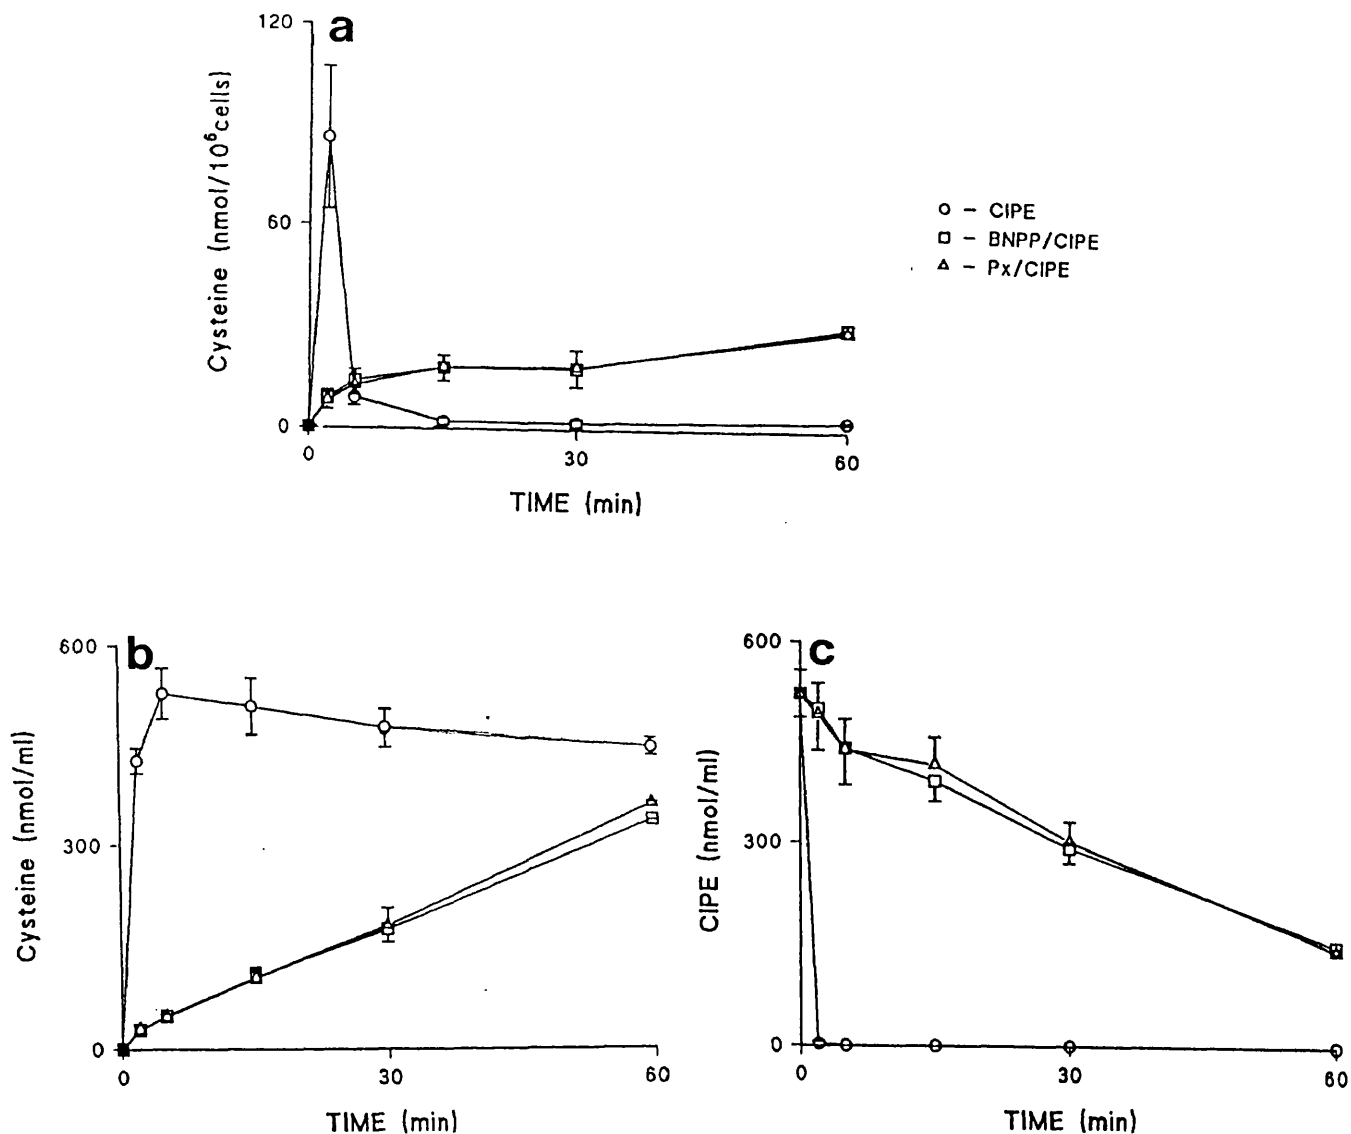 a
120
60
0
Cysteine (nmol/10⁶cells)
0 30 60
TIME (min)
○ – CIPE
□ – BNPP/CIPE
△ – Px/CIPE
b
600
300
0
Cysteine (nmol/ml)
0 30 60
TIME (min)
c
600
300
0
CIPE (nmol/ml)
0 30 60
TIME (min)